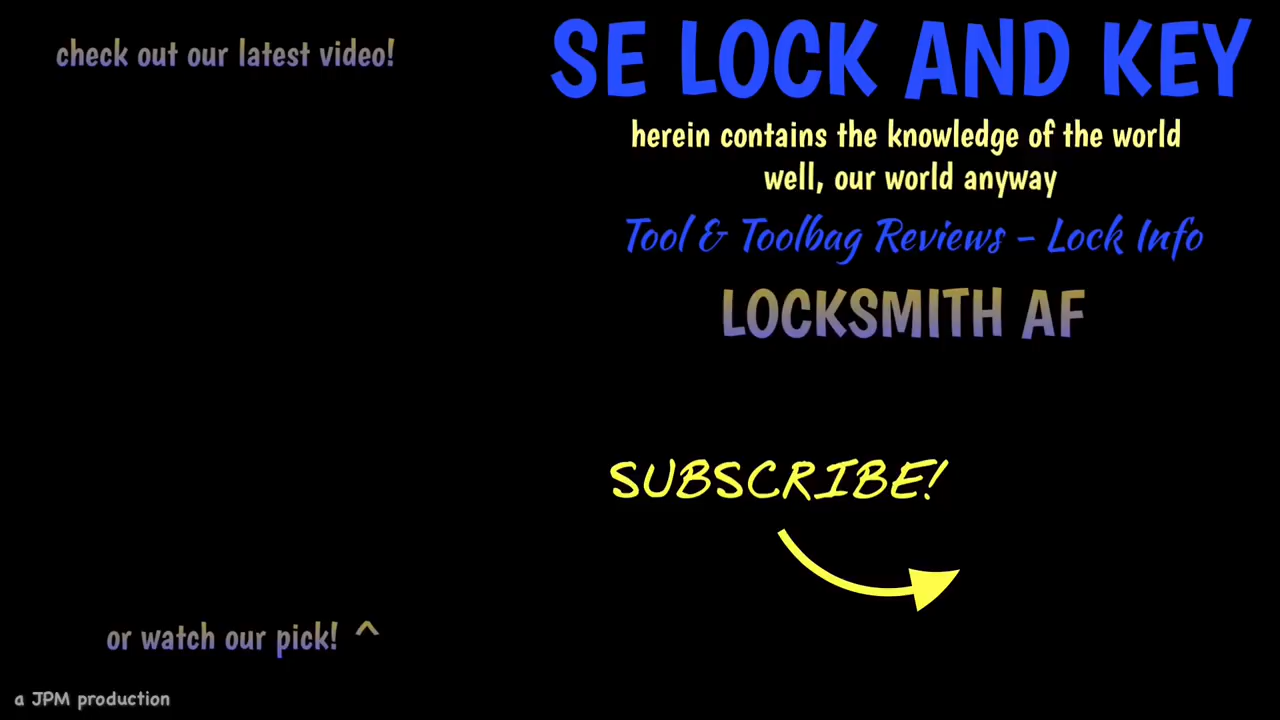 check out our latest video!
SE LOCK AND KEY
herein contains the knowledge of the world
well, our world anyway
Tool & Toolbag Reviews - Lock Info
LOCKSMITH AF
SUBSCRIBE!
or watch our pick! ^
a JPM production